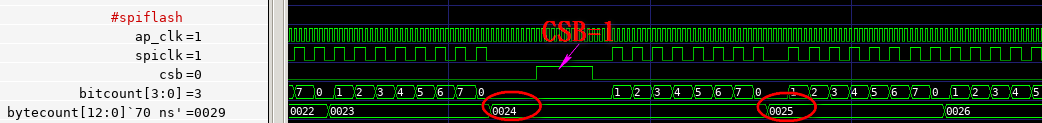 #spiflash
CSB=1
ap_clk=1
spiclk=1
csb=0
bitcount[3:0]=3 7 0 1 2 3 4 5 6 7 0 1 2 3 4 5 6 7 0 1 2 3 4 5 6 7 0 1 2 3 4 5
bytecount[12:0]`70 ns'=0029 0022 0023 0024 0025 0026